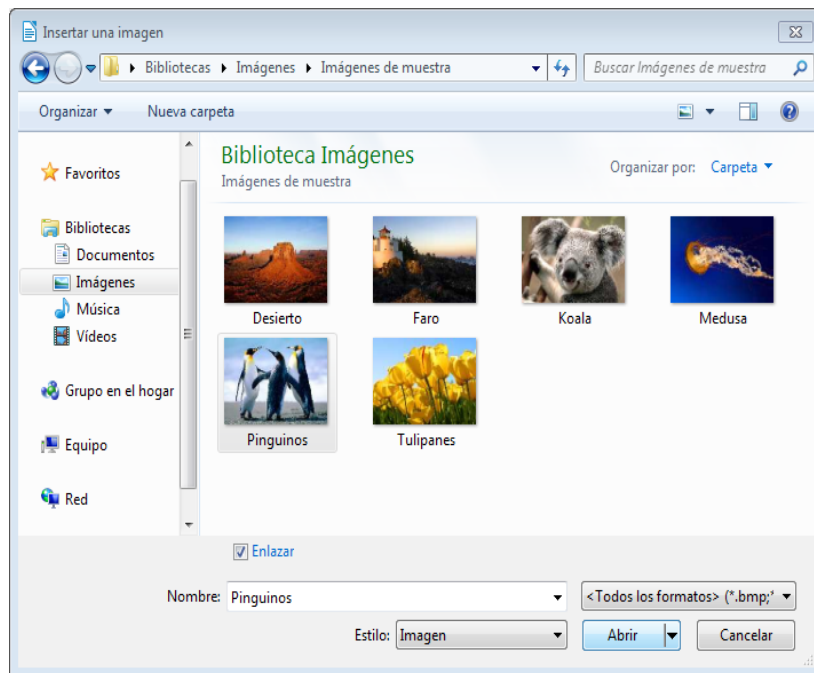 Insertar una imagen
Bibliotecas Imágenes Imágenes de muestra
Buscar Imágenes de muestra
Organizar Nueva carpeta
Favoritos
Bibliotecas
Documentos
Imágenes
Música
Vídeos
Grupo en el hogar
Equipo
Red
Biblioteca Imágenes
Imágenes de muestra
Organizar por: Carpeta
Desierto Faro Koala Medusa
Pinguinos Tulipanes
Enlazar
Nombre: Pinguinos <Todos los formatos> (*.bmp;*
Estilo: Imagen Abrir Cancelar